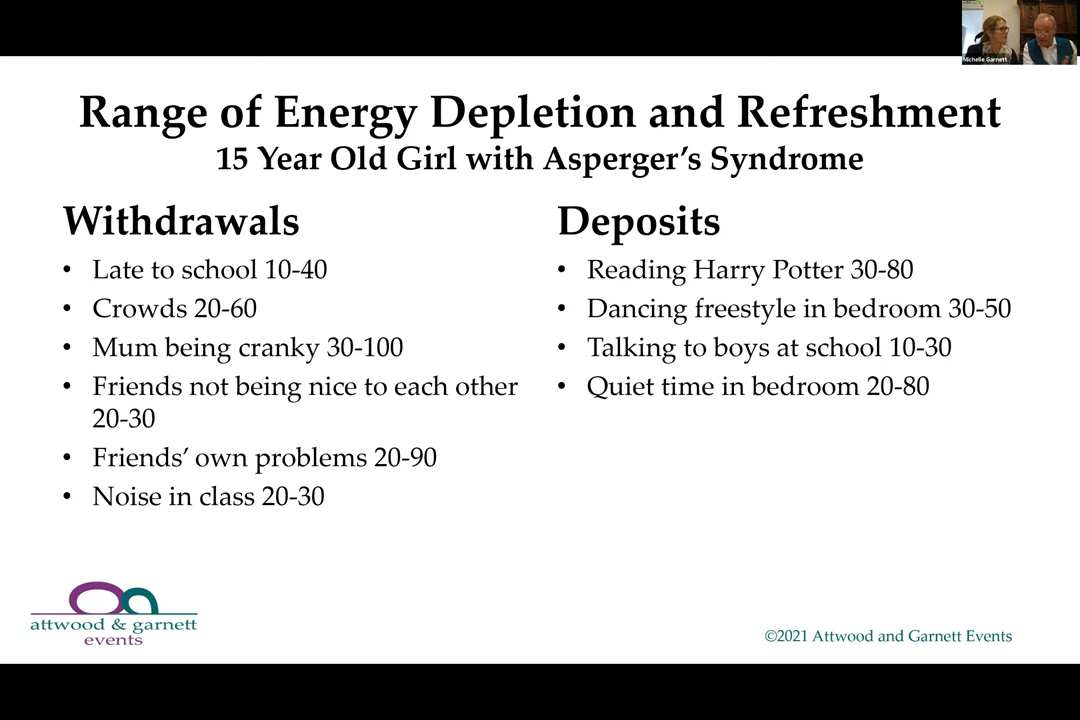 Michelle Garnett
Range of Energy Depletion and Refreshment
15 Year Old Girl with Asperger's Syndrome
Withdrawals
• Late to school 10-40
• Crowds 20-60
• Mum being cranky 30-100
• Friends not being nice to each other
20-30
• Friends' own problems 20-90
• Noise in class 20-30
Deposits
• Reading Harry Potter 30-80
• Dancing freestyle in bedroom 30-50
• Talking to boys at school 10-30
• Quiet time in bedroom 20-80
attwood & garnett
events
©2021 Attwood and Garnett Events